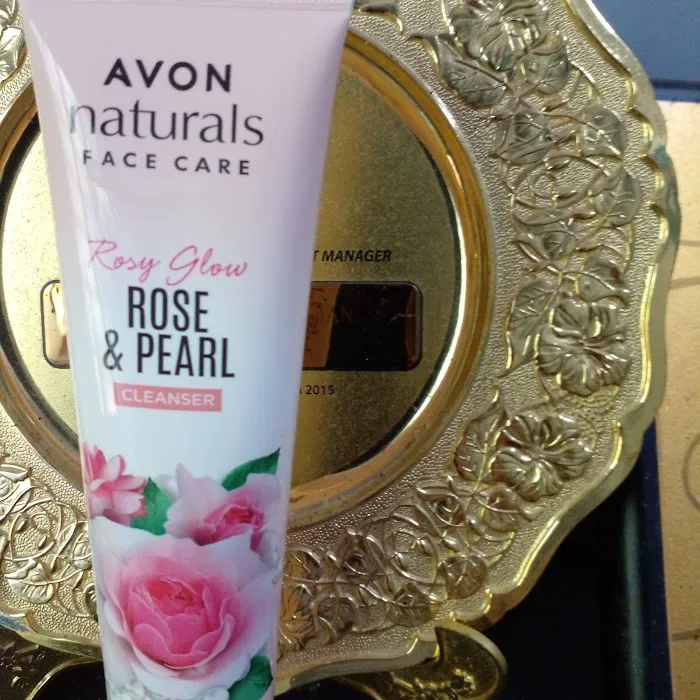 AVON
naturals
FACE CARE
Rosy Glow
ROSE
& PEARL
CLEANSER
MANAGER
2015